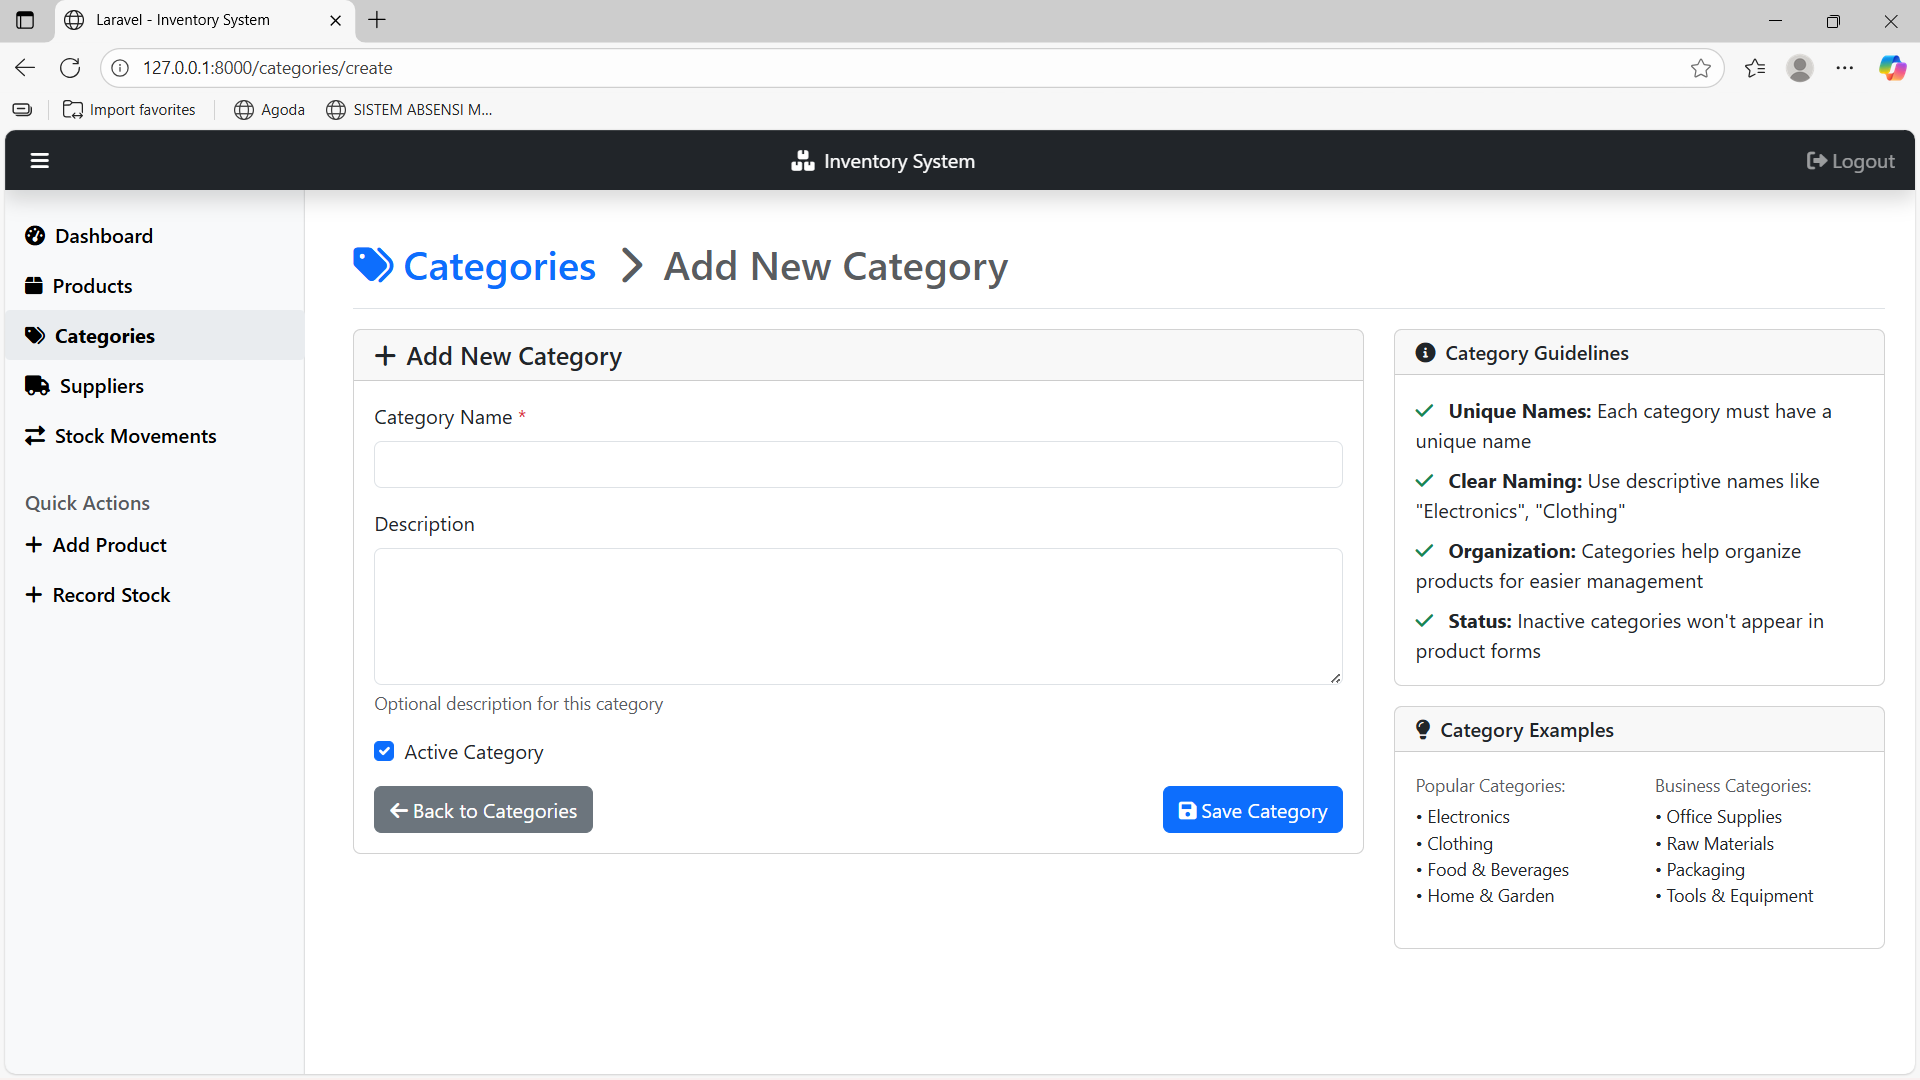 Laravel - Inventory System
127.0.0.1:8000/categories/create
Import favorites
Agoda
SISTEM ABSENSI M...
Inventory System
Logout
Dashboard
Products
Categories
Suppliers
Stock Movements
Quick Actions
Add Product
Record Stock
Categories > Add New Category
Add New Category
Category Name *
Description
Optional description for this category
Active Category
Back to Categories
Save Category
Category Guidelines
Unique Names: Each category must have a
unique name
Clear Naming: Use descriptive names like
"Electronics", "Clothing"
Organization: Categories help organize
products for easier management
Status: Inactive categories won't appear in
product forms
Category Examples
Popular Categories:
• Electronics
• Clothing
• Food & Beverages
• Home & Garden
Business Categories:
• Office Supplies
• Raw Materials
• Packaging
• Tools & Equipment